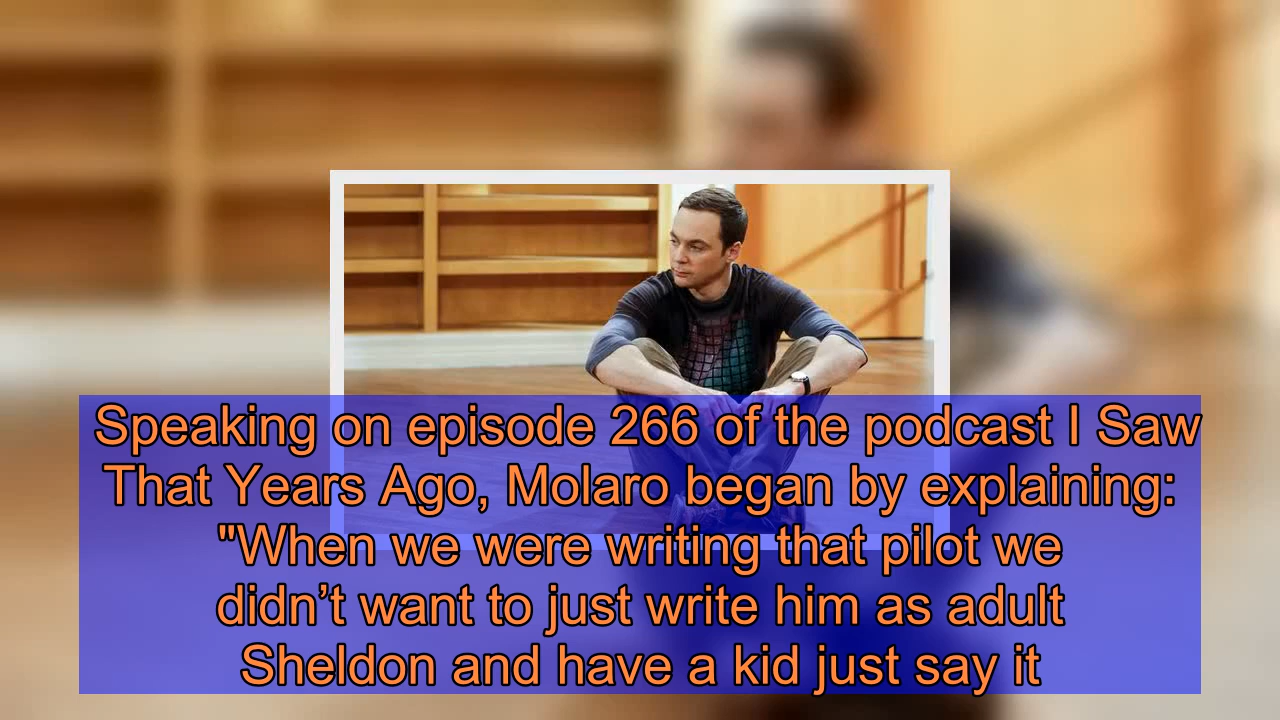 Speaking on episode 266 of the podcast I Saw
That Years Ago, Molaro began by explaining:
"When we were writing that pilot we
didn’t want to just write him as adult
Sheldon and have a kid just say it